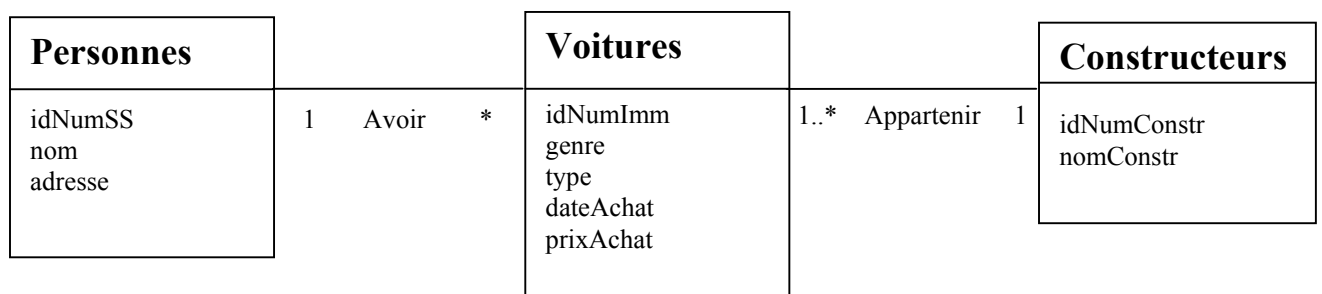 Personnes
idNumSS
nom
adresse
1 Avoir *
Voitures
idNumImm
genre
type
dateAchat
prixAchat
1..* Appartenir 1
Constructeurs
idNumConstr
nomConstr